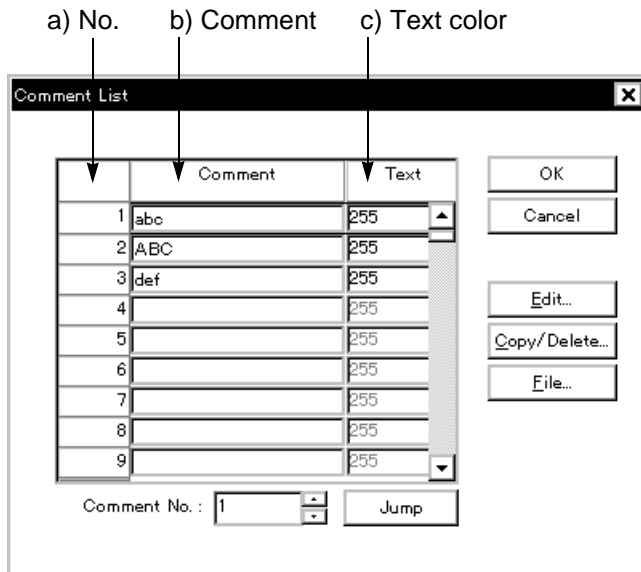 a) No. b) Comment c) Text color
Comment List
Comment Text
1 abc 255
2 ABC 255
3 def 255
4 255
5 255
6 255
7 255
8 255
9 255
OK
Cancel
Edit...
Copy/Delete...
File...
Comment No. : 1 Jump